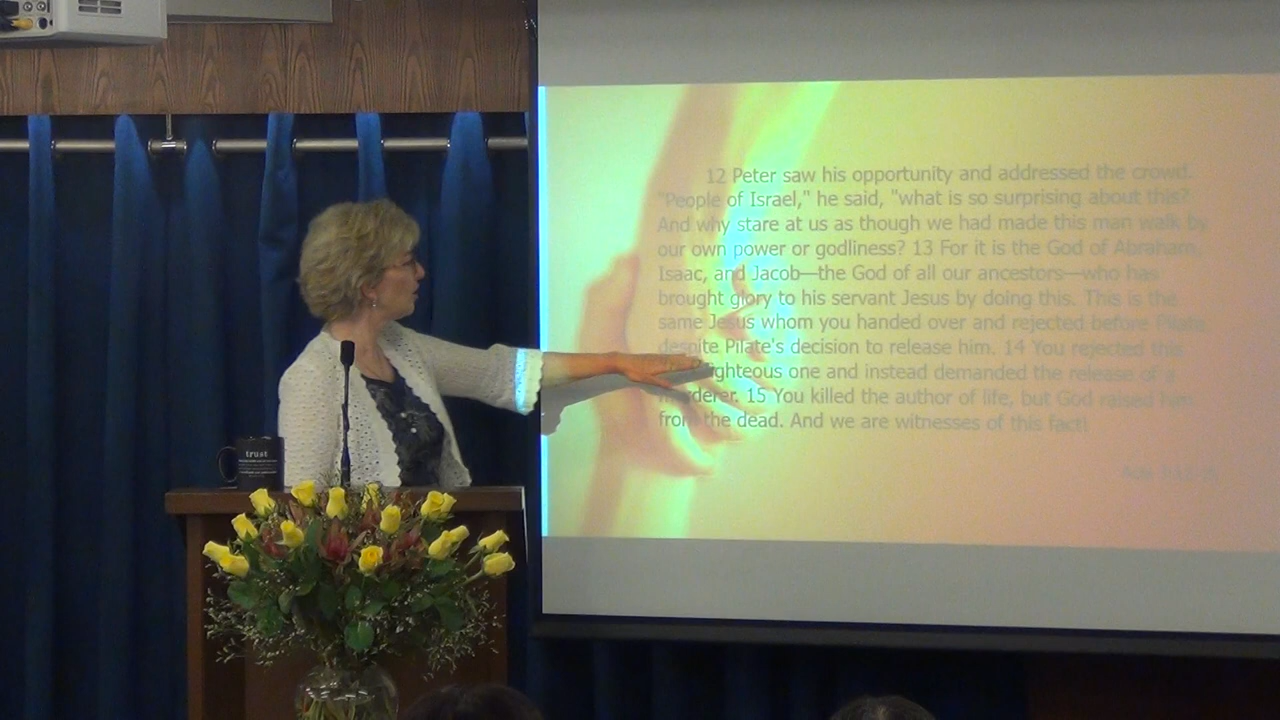 12 Peter saw his opportunity and addressed the crowd.
"People of Israel," he said, "what is so surprising about this?
And why stare at us as though we had made this man walk by
our own power or godliness? 13 For it is the God of Abraham,
Isaac, and Jacob—the God of all our ancestors—who has
brought glory to his servant Jesus by doing this. This is the
same Jesus whom you handed over and rejected before Pilate,
despite Pilate's decision to release him. 14 You rejected this
righteous one and instead demanded the release of a
murderer. 15 You killed the author of life, but God raised him
from the dead. And we are witnesses of this fact!
Acts
trust